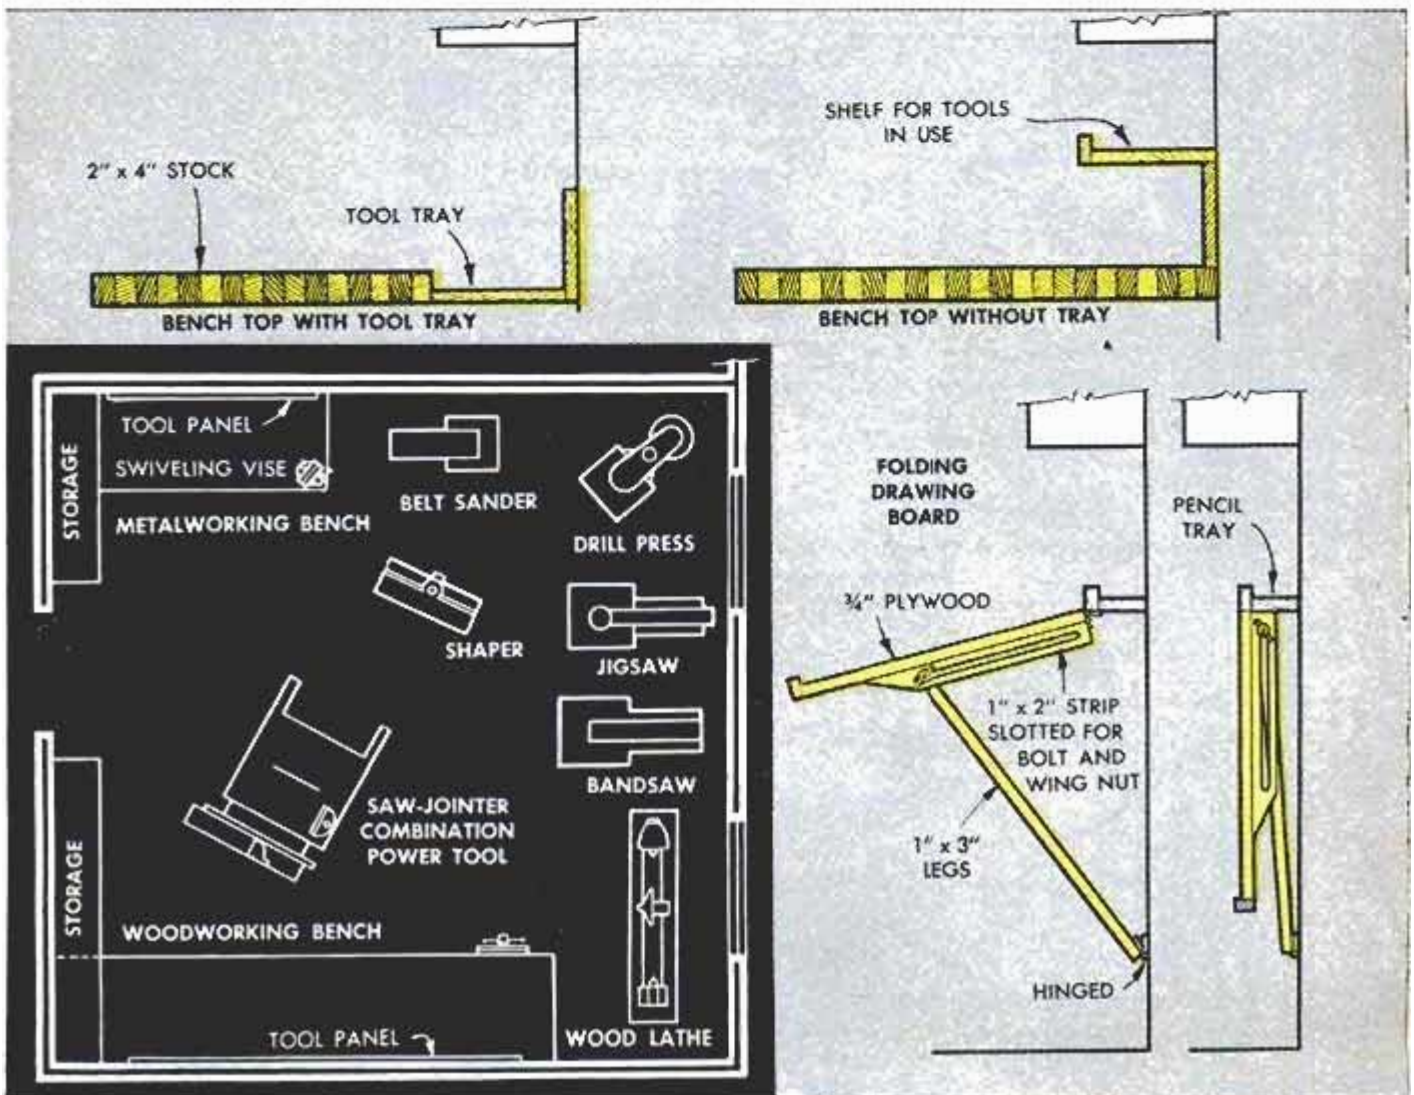 2" x 4" STOCK
TOOL TRAY
BENCH TOP WITH TOOL TRAY
SHELF FOR TOOLS
IN USE
BENCH TOP WITHOUT TRAY
STORAGE
TOOL PANEL
SWIVELING VISE
METALWORKING BENCH
BELT SANDER
DRILL PRESS
SHAPER
JIGSAW
BANDSAW
SAW-JOINTER
COMBINATION
POWER TOOL
STORAGE
WOODWORKING BENCH
TOOL PANEL
WOOD LATHE
FOLDING
DRAWING
BOARD
PENCIL
TRAY
¾" PLYWOOD
1" x 2" STRIP
SLOTTED FOR
BOLT AND
WING NUT
1" x 3"
LEGS
HINGED